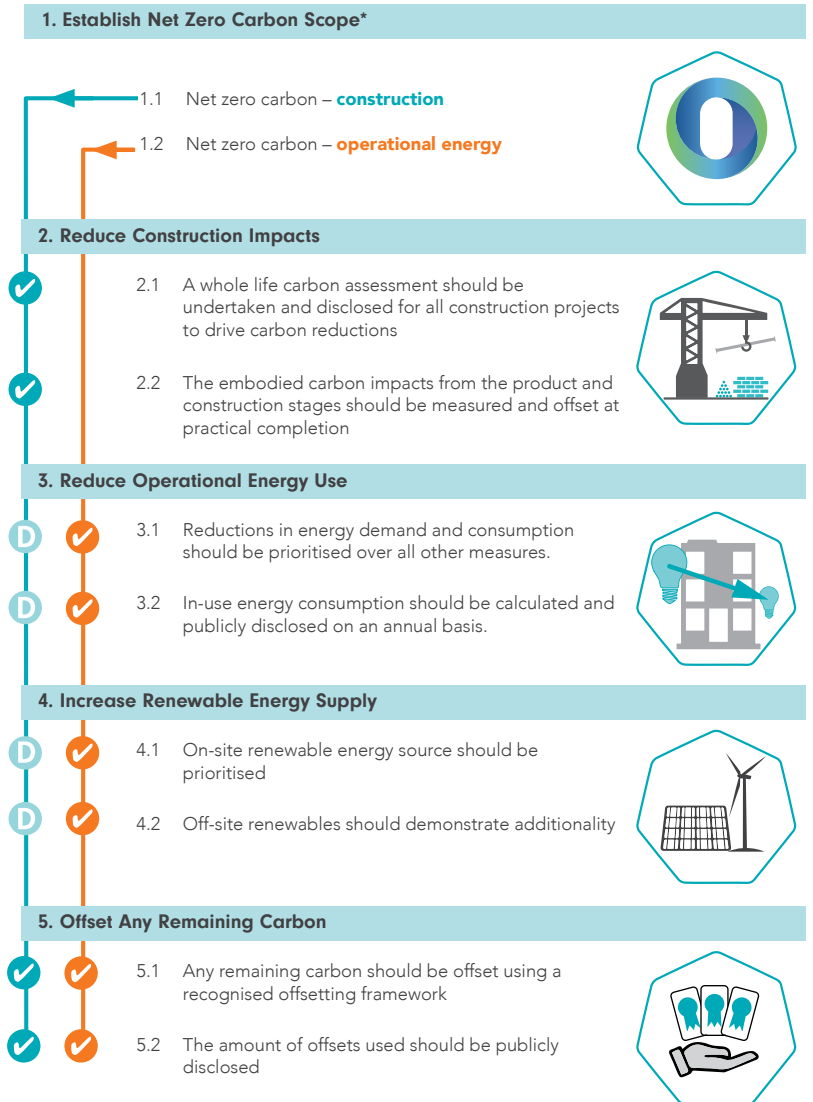 1. Establish Net Zero Carbon Scope*
1.1 Net zero carbon – construction
1.2 Net zero carbon – operational energy
2. Reduce Construction Impacts
2.1 A whole life carbon assessment should be
undertaken and disclosed for all construction projects
to drive carbon reductions
2.2 The embodied carbon impacts from the product and
construction stages should be measured and offset at
practical completion
3. Reduce Operational Energy Use
D 3.1 Reductions in energy demand and consumption
should be prioritised over all other measures.
D 3.2 In-use energy consumption should be calculated and
publicly disclosed on an annual basis.
4. Increase Renewable Energy Supply
D 4.1 On-site renewable energy source should be
prioritised
D 4.2 Off-site renewables should demonstrate additionality
5. Offset Any Remaining Carbon
5.1 Any remaining carbon should be offset using a
recognised offsetting framework
5.2 The amount of offsets used should be publicly
disclosed